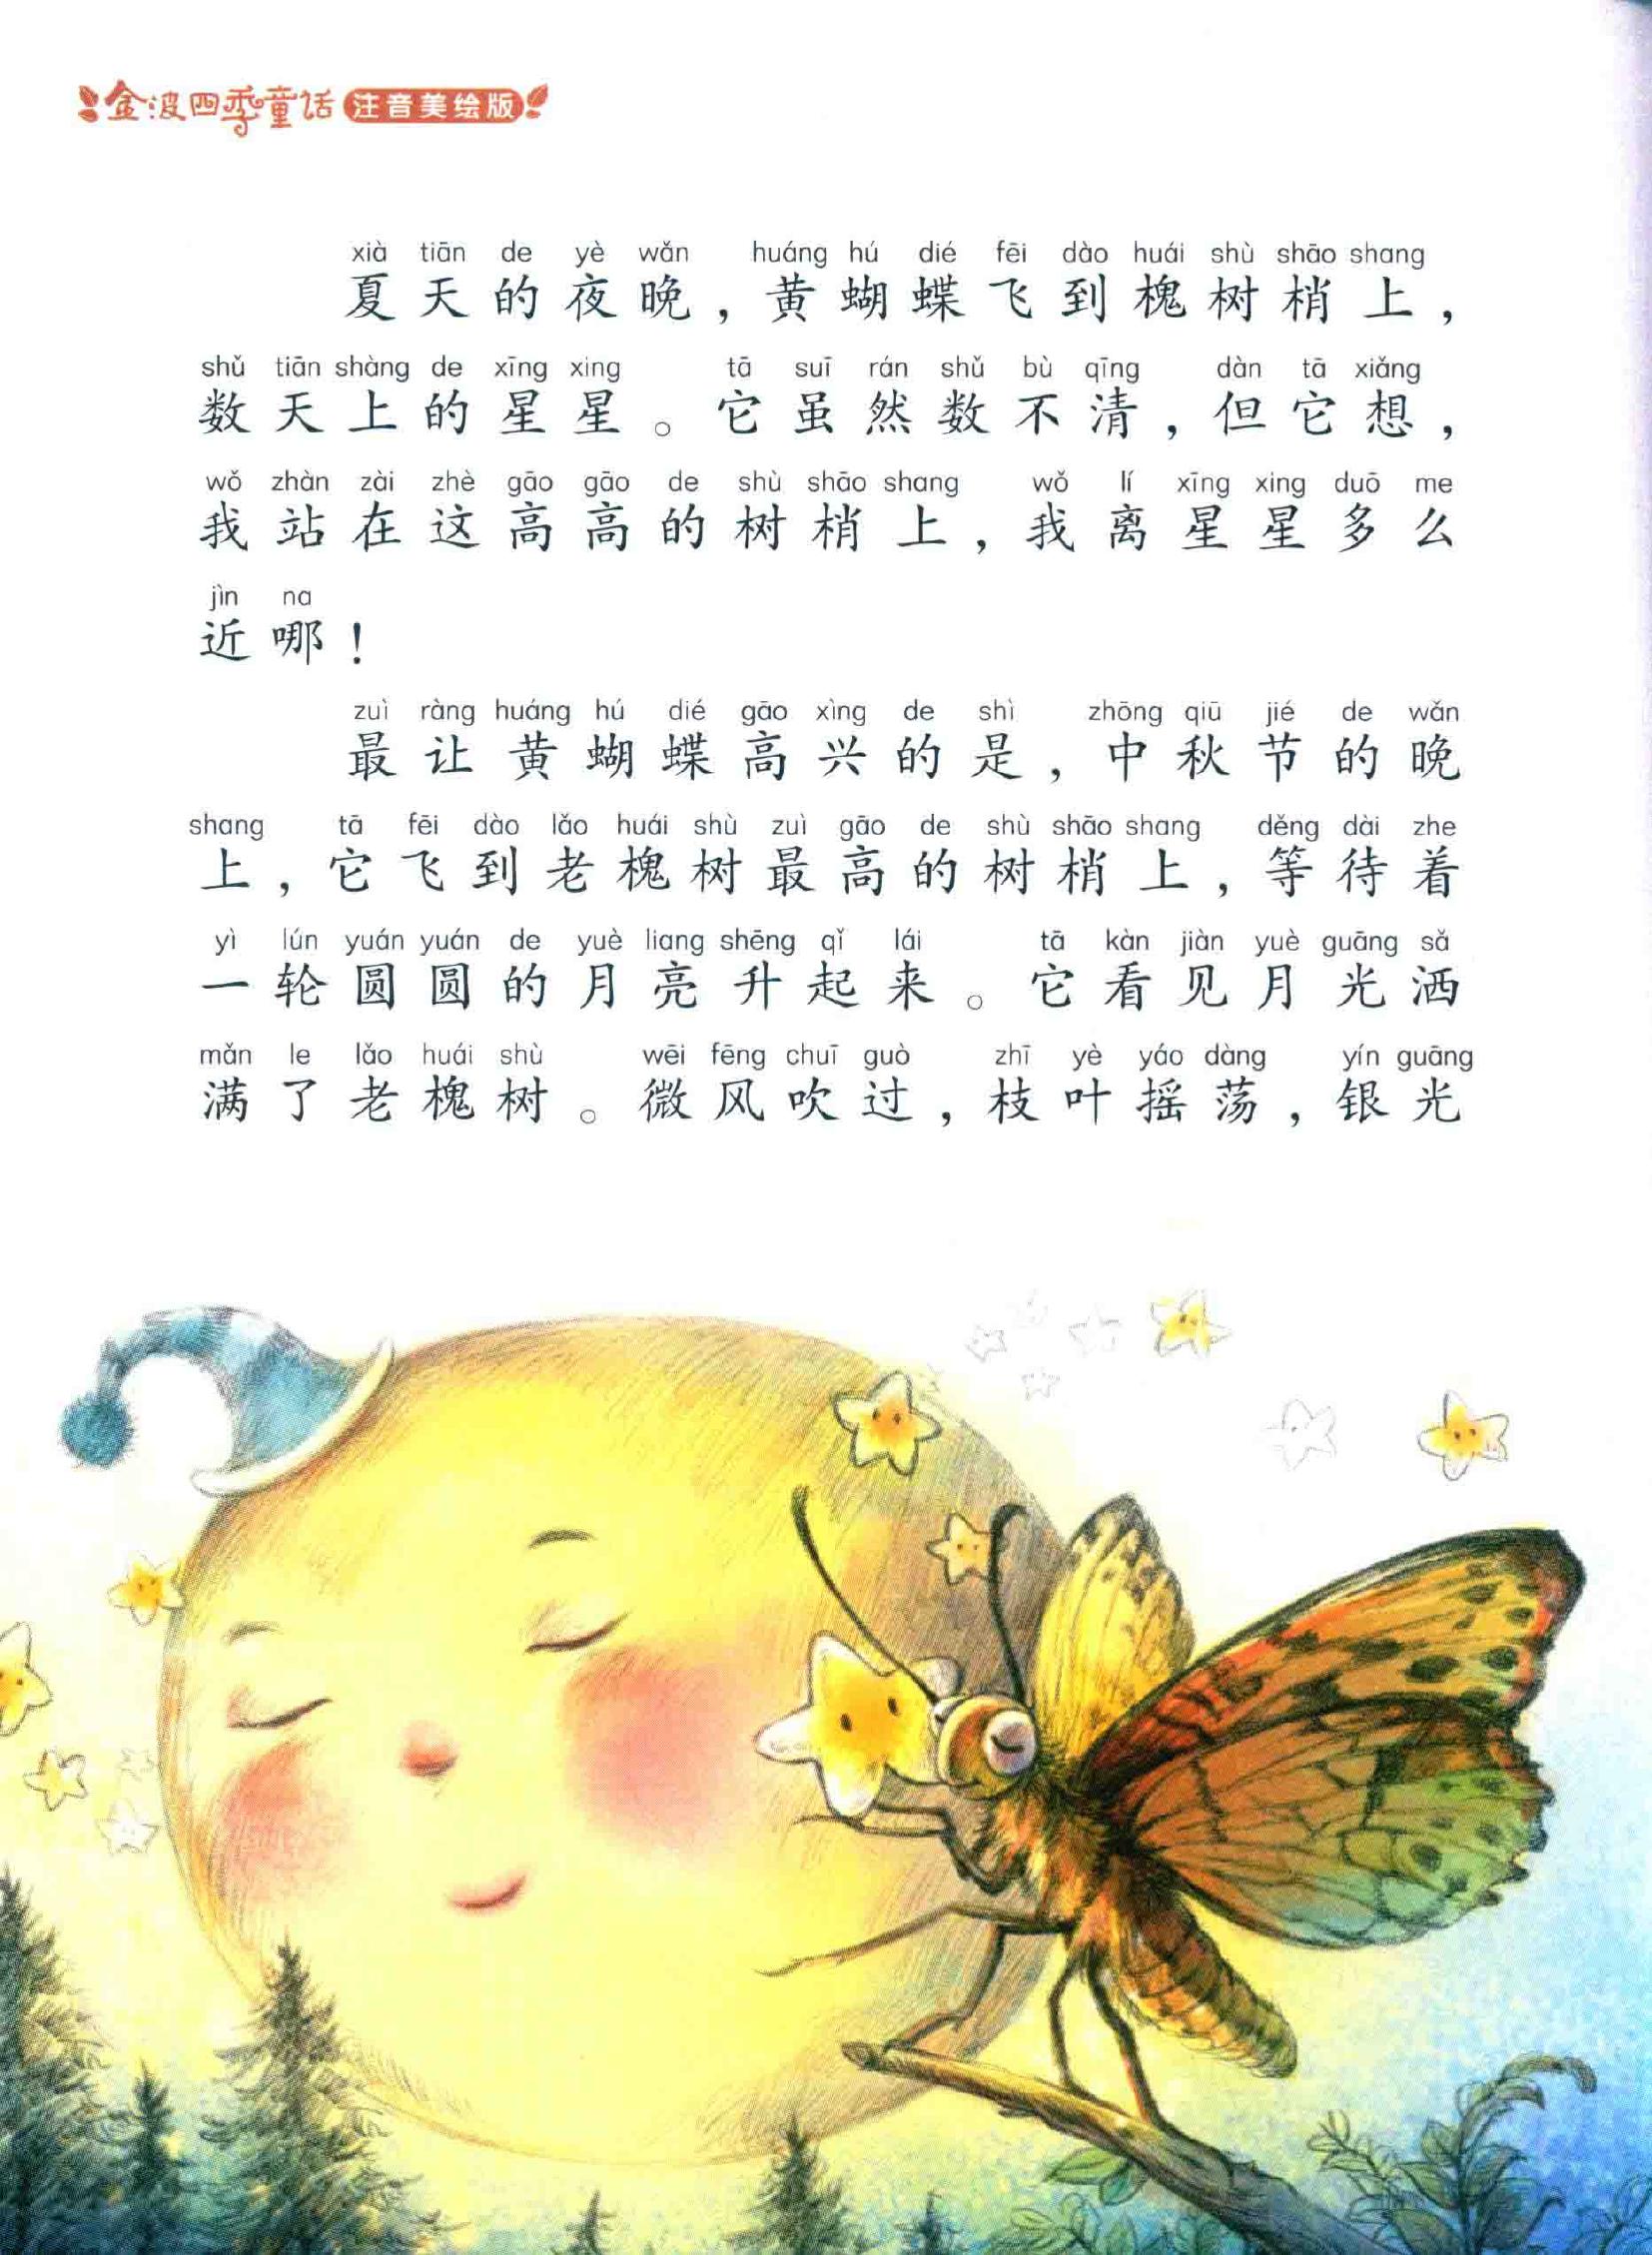 金波四季童话 注音美绘版
xià tiān de yè wǎn huáng hú dié fēi dào huái shù shāo shang
夏天的夜晚，黄蝴蝶飞到槐树梢上，
shǔ tiān shàng de xīng xing tā suī rán shǔ bù qīng dàn tā xiǎng
数天上的星星。它虽然数不清，但它想，
wǒ zhàn zài zhè gāo gāo de shù shāo shang wǒ lí xīng xing duō me
我站在这高高的树梢上，我离星星多么
jìn na
近哪！
zuì ràng huáng hú dié gāo xìng de shì zhōng qiū jié de wǎn
最让黄蝴蝶高兴的是，中秋节的晚
shang tā fēi dào lǎo huái shù zuì gāo de shù shāo shang děng dài zhe
上，它飞到老槐树最高的树梢上，等待着
yì lún yuán yuán de yuè liang shēng qǐ lái tā kàn jiàn yuè guāng sǎ
一轮圆圆的月亮升起来。它看见月光洒
mǎn le lǎo huái shù wēi fēng chuī guò zhī yè yáo dàng yín guāng
满了老槐树。微风吹过，枝叶摇荡，银光